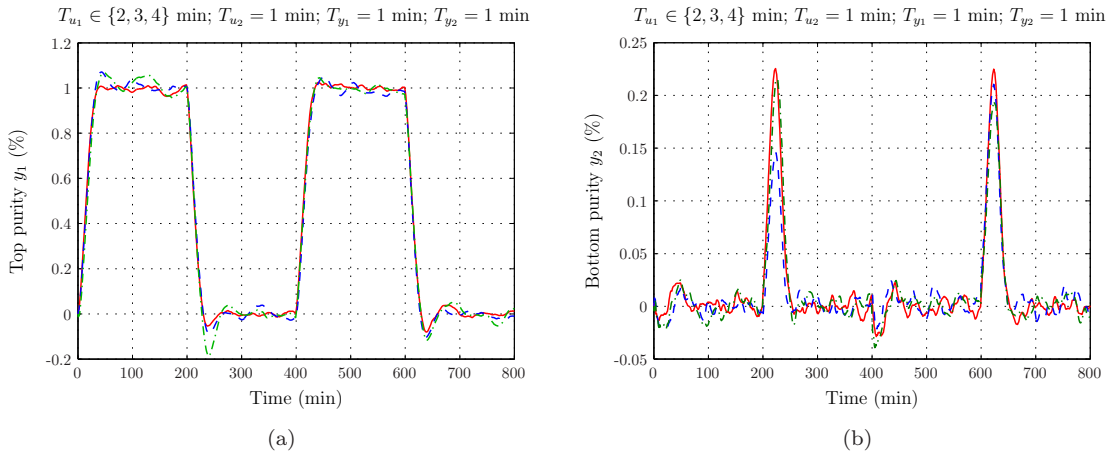 T_{u_1} ∈ {2, 3, 4} min; T_{u_2} = 1 min; T_{y_1} = 1 min; T_{y_2} = 1 min
1.2
1
0.8
0.6
0.4
0.2
0
-0.2
Top purity y_1 (%)
0 100 200 300 400 500 600 700 800
Time (min)
(a)
T_{u_1} ∈ {2, 3, 4} min; T_{u_2} = 1 min; T_{y_1} = 1 min; T_{y_2} = 1 min
0.25
0.2
0.15
0.1
0.05
0
-0.05
Bottom purity y_2 (%)
0 100 200 300 400 500 600 700 800
Time (min)
(b)